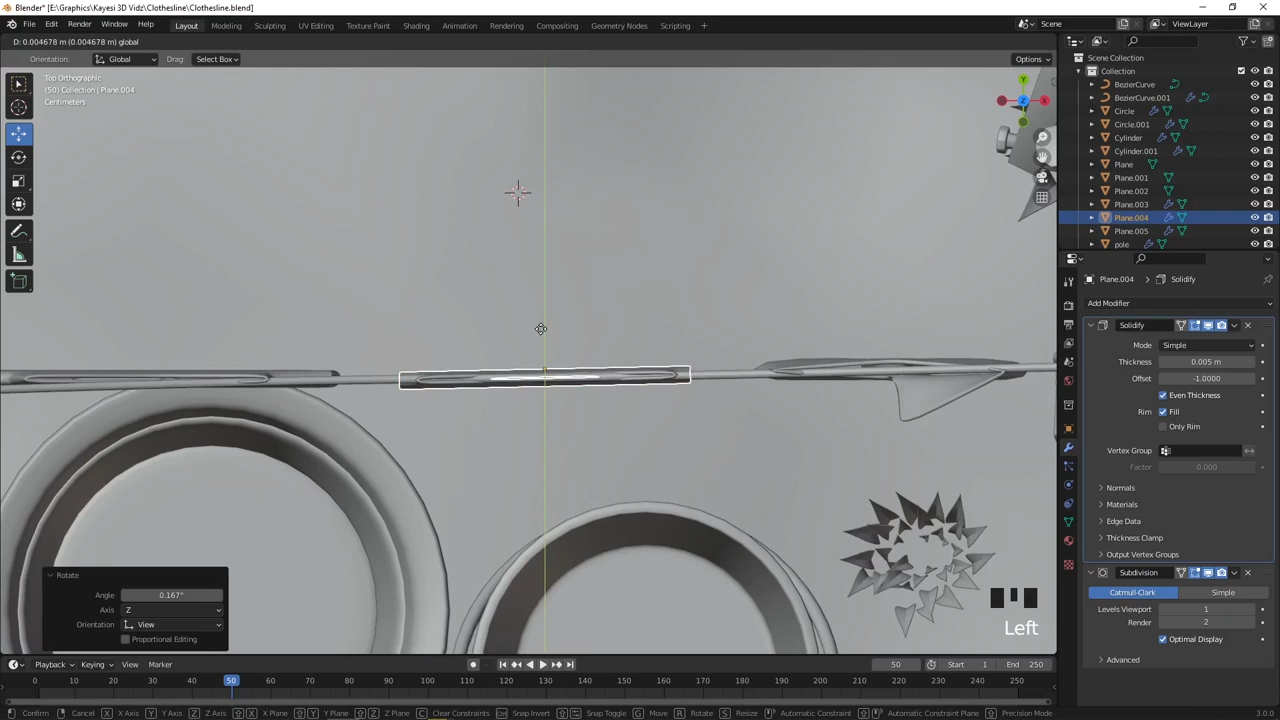 Blender* [E:\Graphics\Kayesi 3D Vidz\Clothesline\Clothesline.blend]
File Edit Render Window Help Layout Modeling Sculpting UV Editing Texture Paint Shading Animation Rendering Compositing Geometry Nodes Scripting + Scene ViewLayer
D: 0.004678 m (0.004678 m) global
Orientation: Global Drag: Select Box Options
Top Orthographic
(50) Collection | Plane.004
Centimeters
Y
Z
X
Scene Collection
Collection
BezierCurve
BezierCurve.001
Circle
Circle.001
Cylinder
Cylinder.001
Plane
Plane.001
Plane.002
Plane.003
Plane.004
Plane.005
pole
Plane.004 Solidify
Add Modifier
Solidify
Mode Simple
Thickness 0.005 m
Offset -1.0000
Even Thickness
Rim Fill
Only Rim
Vertex Group
Factor 0.000
Normals
Materials
Edge Data
Thickness Clamp
Output Vertex Groups
Subdivision
Catmull-Clark Simple
Levels Viewport 1
Render 2
Optimal Display
Advanced
Rotate
Angle 0.167°
Axis Z
Orientation View
Proportional Editing
Left
Playback Keying View Marker 50 Start 1 End 250
0 10 20 30 40 50 60 70 80 90 100 110 120 130 140 150 160 170 180 190 200 210 220 230 240 250
Confirm Cancel X X Axis Y Y Axis Z Z Axis X X Plane Y Y Plane Z Z Plane C Clear Constraints Snap Invert Snap Toggle G Move R Rotate S Resize Automatic Constraint Automatic Constraint Plane Precision Mode 3.0.0